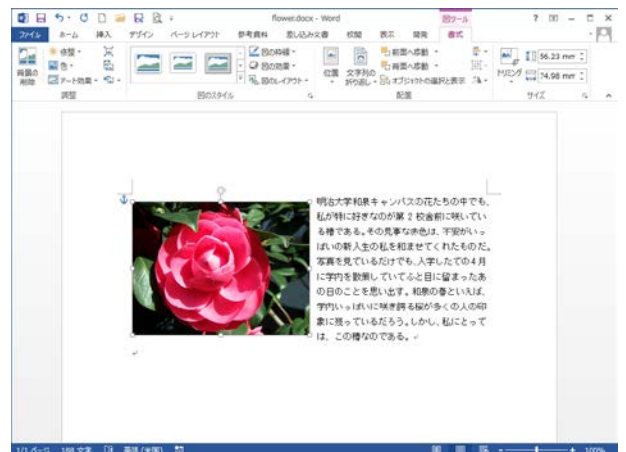 flower.docx - Word
図ツール
ファイル ホーム 挿入 デザイン ページ レイアウト 参考資料 差し込み文書 校閲 表示 開発 書式
背景の削除
修整
色
アート効果
調整
図の枠線
図の効果
図のレイアウト
図のスタイル
位置
文字列の折り返し
前面へ移動
背面へ移動
オブジェクトの選択と表示
配置
トリミング
56.23 mm
74.98 mm
サイズ
明治大学和泉キャンパスの花たちの中でも、
私が特に好きなのが第 2 校舎前に咲いてい
る椿である。その見事な赤色は、不安がいっ
ぱいの新入生の私を和ませてくれたものだ。
写真を見ているだけでも、入学したての4月
に学内を散策していてふと目に留まったあ
の日のことを思い出す。和泉の春といえば、
学内いっぱいに咲き誇る桜が多くの人の印
象に残っているだろう。しかし、私にとって
は、この椿なのである。
1/1 ページ 188 文字 英語 (米国) 100%